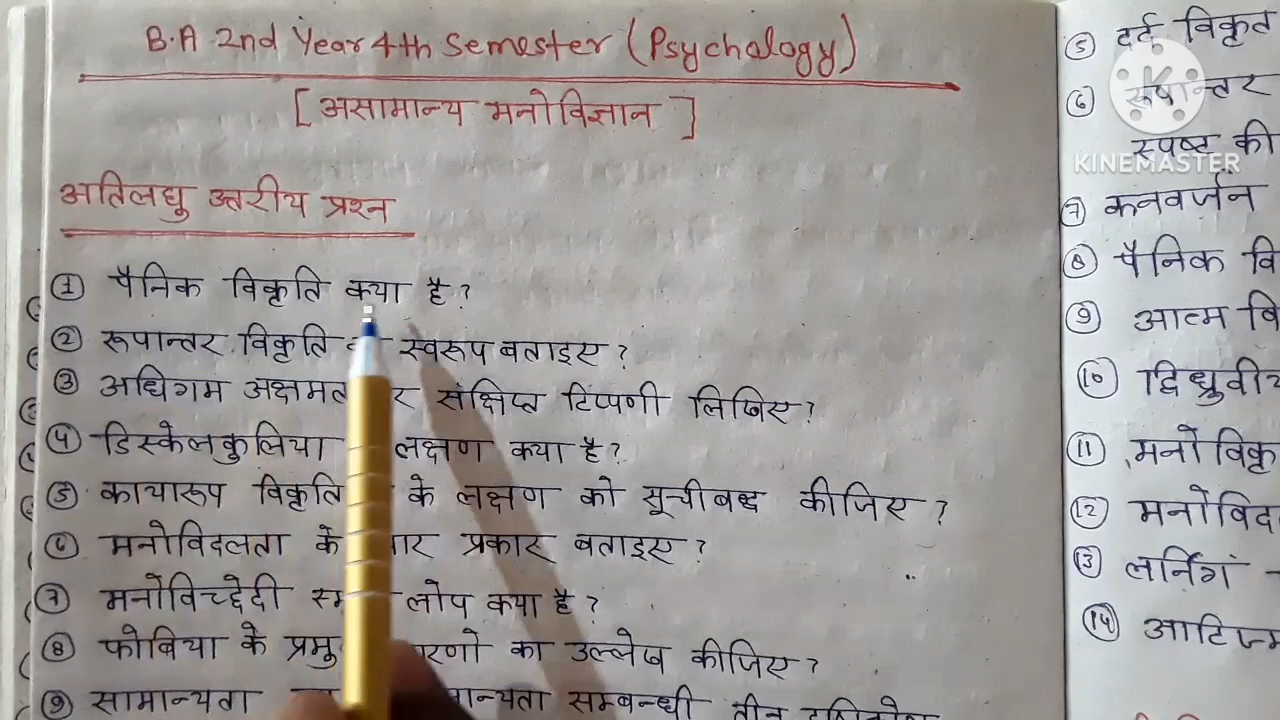 B.A 2nd Year 4th Semester (Psychology)
[असामान्य मनोविज्ञान]
अतिलघु उत्तरीय प्रश्न
① पैनिक विकृति क्या है?
② रूपान्तर विकृति स्वरूप बताइए?
③ अधिगम संक्षिप्त टिप्पणी लिखिए?
④ डिस्केलकुलिया लक्षण क्या है?
⑤ कायारूप विकृति के लक्षण को सूचीबद्ध कीजिए?
⑥ मनोविदलता के प्रकार बताइए?
⑦ मनोविच्छेदी लोप क्या है?
⑧ फोबिया के का उल्लेख कीजिए?
⑨ सामान्यता सम्बन्धी तीन
⑤ दर्द विकृत
⑥ रूपान्तर
स्पष्ट की
⑦ कनवर्जन
⑧ पैनिक वि
⑨ आत्म वि
⑩ द्विध्रुवीय
⑪ मनोविकृ
⑫ मनोविद
⑬ लर्निंग
⑭ आटिज्म
KINEMASTER